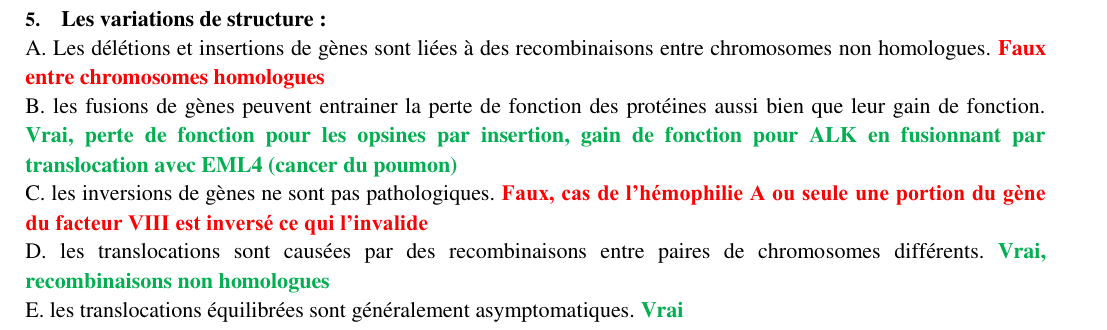 5. Les variations de structure :
A. Les délétions et insertions de gènes sont liées à des recombinaisons entre chromosomes non homologues. Faux
entre chromosomes homologues
B. les fusions de gènes peuvent entrainer la perte de fonction des protéines aussi bien que leur gain de fonction.
Vrai, perte de fonction pour les opsines par insertion, gain de fonction pour ALK en fusionnant par
translocation avec EML4 (cancer du poumon)
C. les inversions de gènes ne sont pas pathologiques. Faux, cas de l’hémophilie A ou seule une portion du gène
du facteur VIII est inversé ce qui l’invalide
D. les translocations sont causées par des recombinaisons entre paires de chromosomes différents. Vrai,
recombinaisons non homologues
E. les translocations équilibrées sont généralement asymptomatiques. Vrai